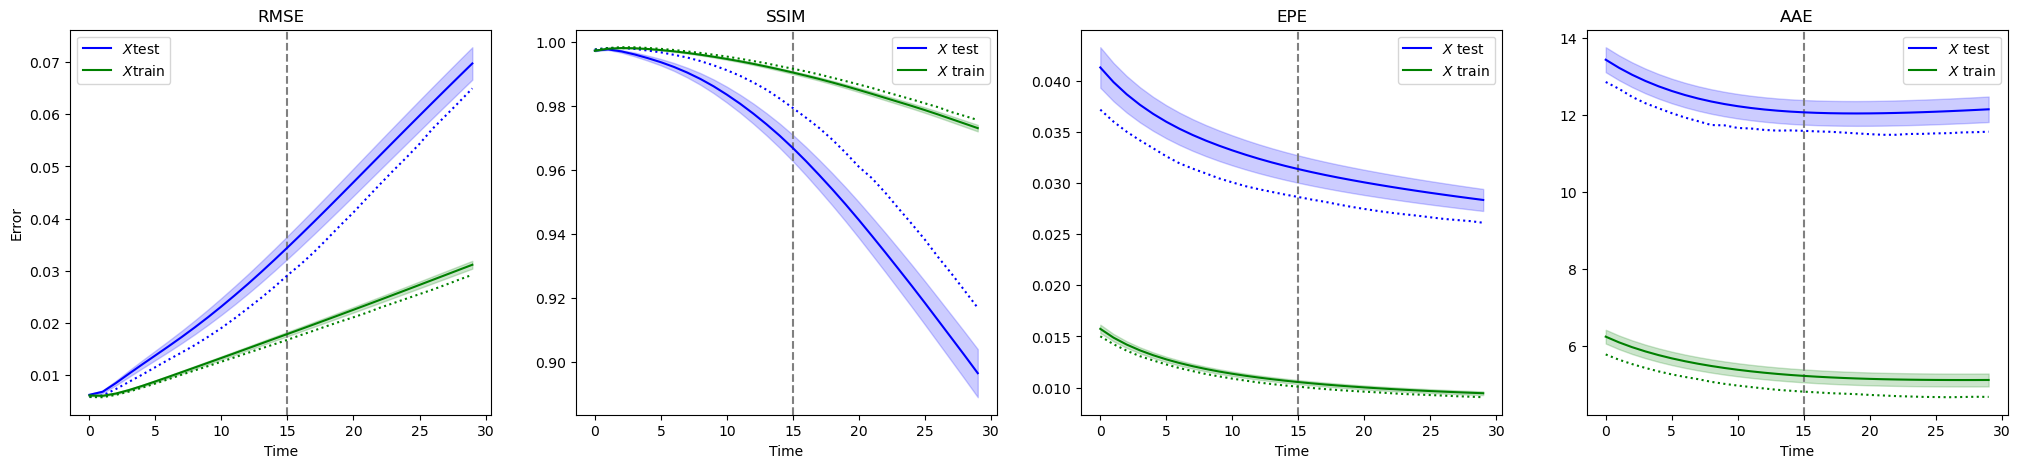 RMSE
SSIM
EPE
AAE
Xtest
Xtrain
Error
0.07
0.06
0.05
0.04
0.03
0.02
0.01
0 5 10 15 20 25 30
Time
X test
X train
1.00
0.98
0.96
0.94
0.92
0.90
0 5 10 15 20 25 30
Time
X test
X train
0.040
0.035
0.030
0.025
0.020
0.015
0.010
0 5 10 15 20 25 30
Time
X test
X train
14
12
10
8
6
0 5 10 15 20 25 30
Time